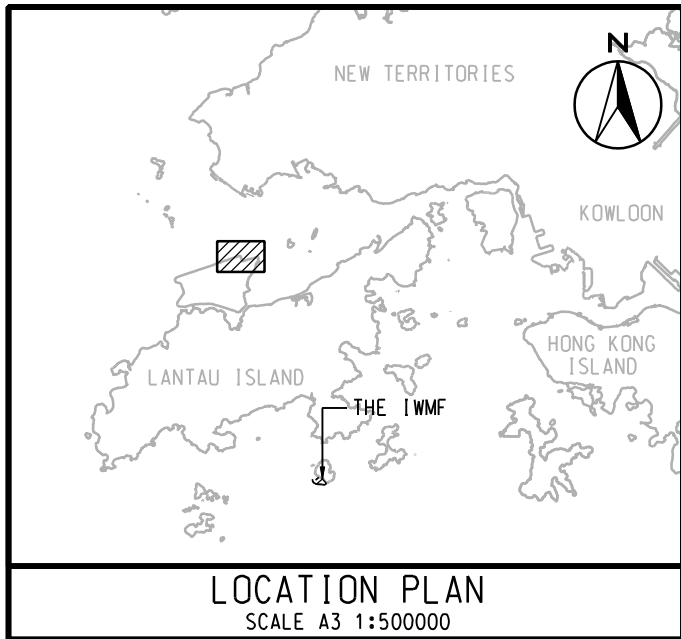 N
NEW TERRITORIES
KOWLOON
HONG KONG
ISLAND
LANTAU ISLAND
THE IWMF
LOCATION PLAN
SCALE A3 1:500000